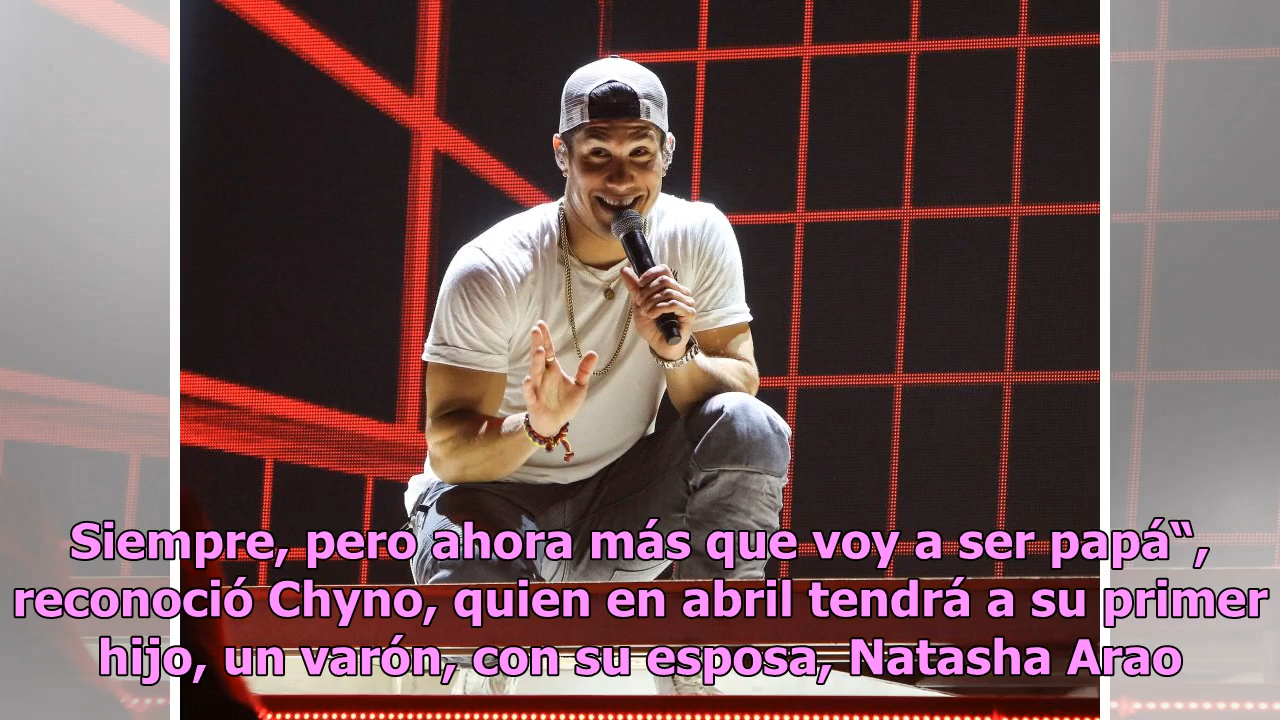 Siempre, pero ahora más que voy a ser papá“,
reconoció Chyno, quien en abril tendrá a su primer
hijo, un varón, con su esposa, Natasha Arao